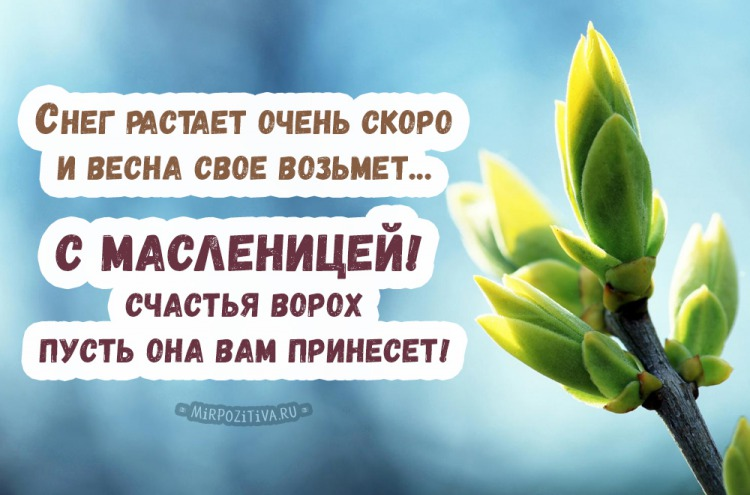 Снег растает очень скоро
и весна свое возьмет...
С Масленицей!
счастья ворох
пусть она вам принесет!
MiRPOZiTiVA.RU